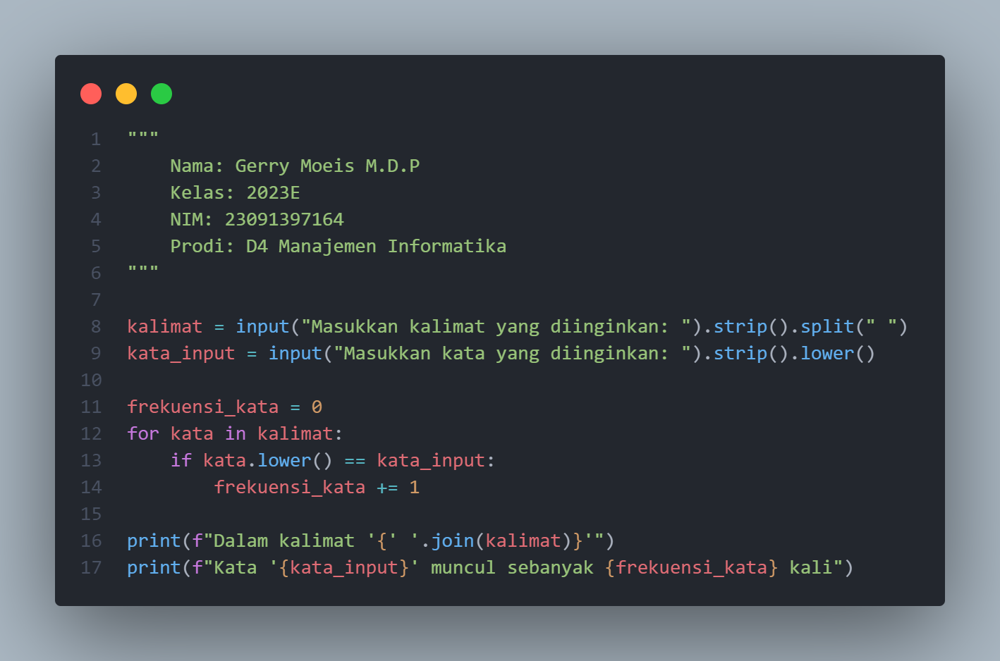 1 """
2     Nama: Gerry Moeis M.D.P
3     Kelas: 2023E
4     NIM: 23091397164
5     Prodi: D4 Manajemen Informatika
6 """
7
8 kalimat = input("Masukkan kalimat yang diinginkan: ").strip().split(" ")
9 kata_input = input("Masukkan kata yang diinginkan: ").strip().lower()
10
11 frekuensi_kata = 0
12 for kata in kalimat:
13     if kata.lower() == kata_input:
14         frekuensi_kata += 1
15
16 print(f"Dalam kalimat '{' '.join(kalimat)}'")
17 print(f"Kata '{kata_input}' muncul sebanyak {frekuensi_kata} kali")